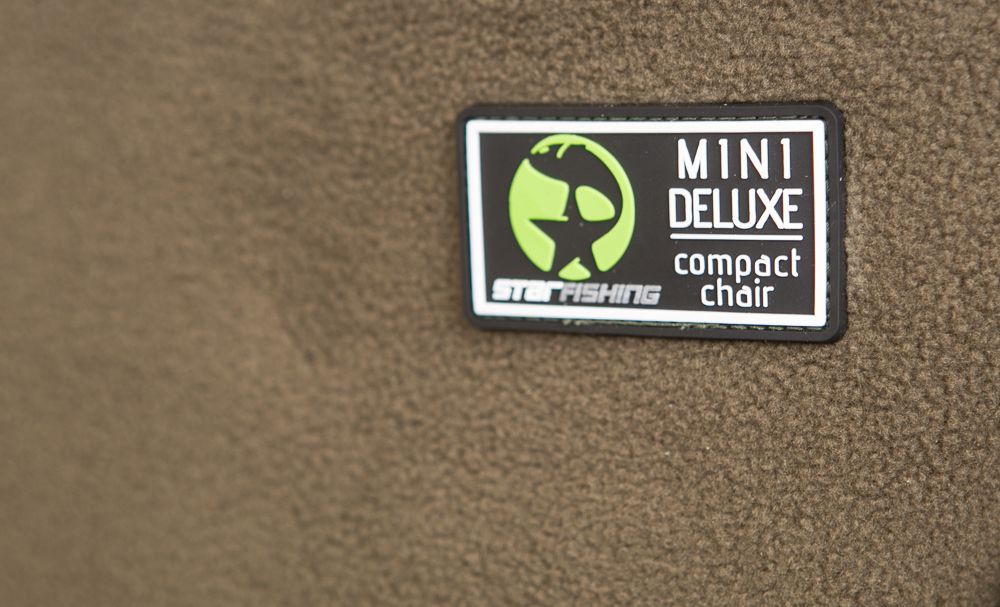 starFISHING
MINI
DELUXE
compact
chair